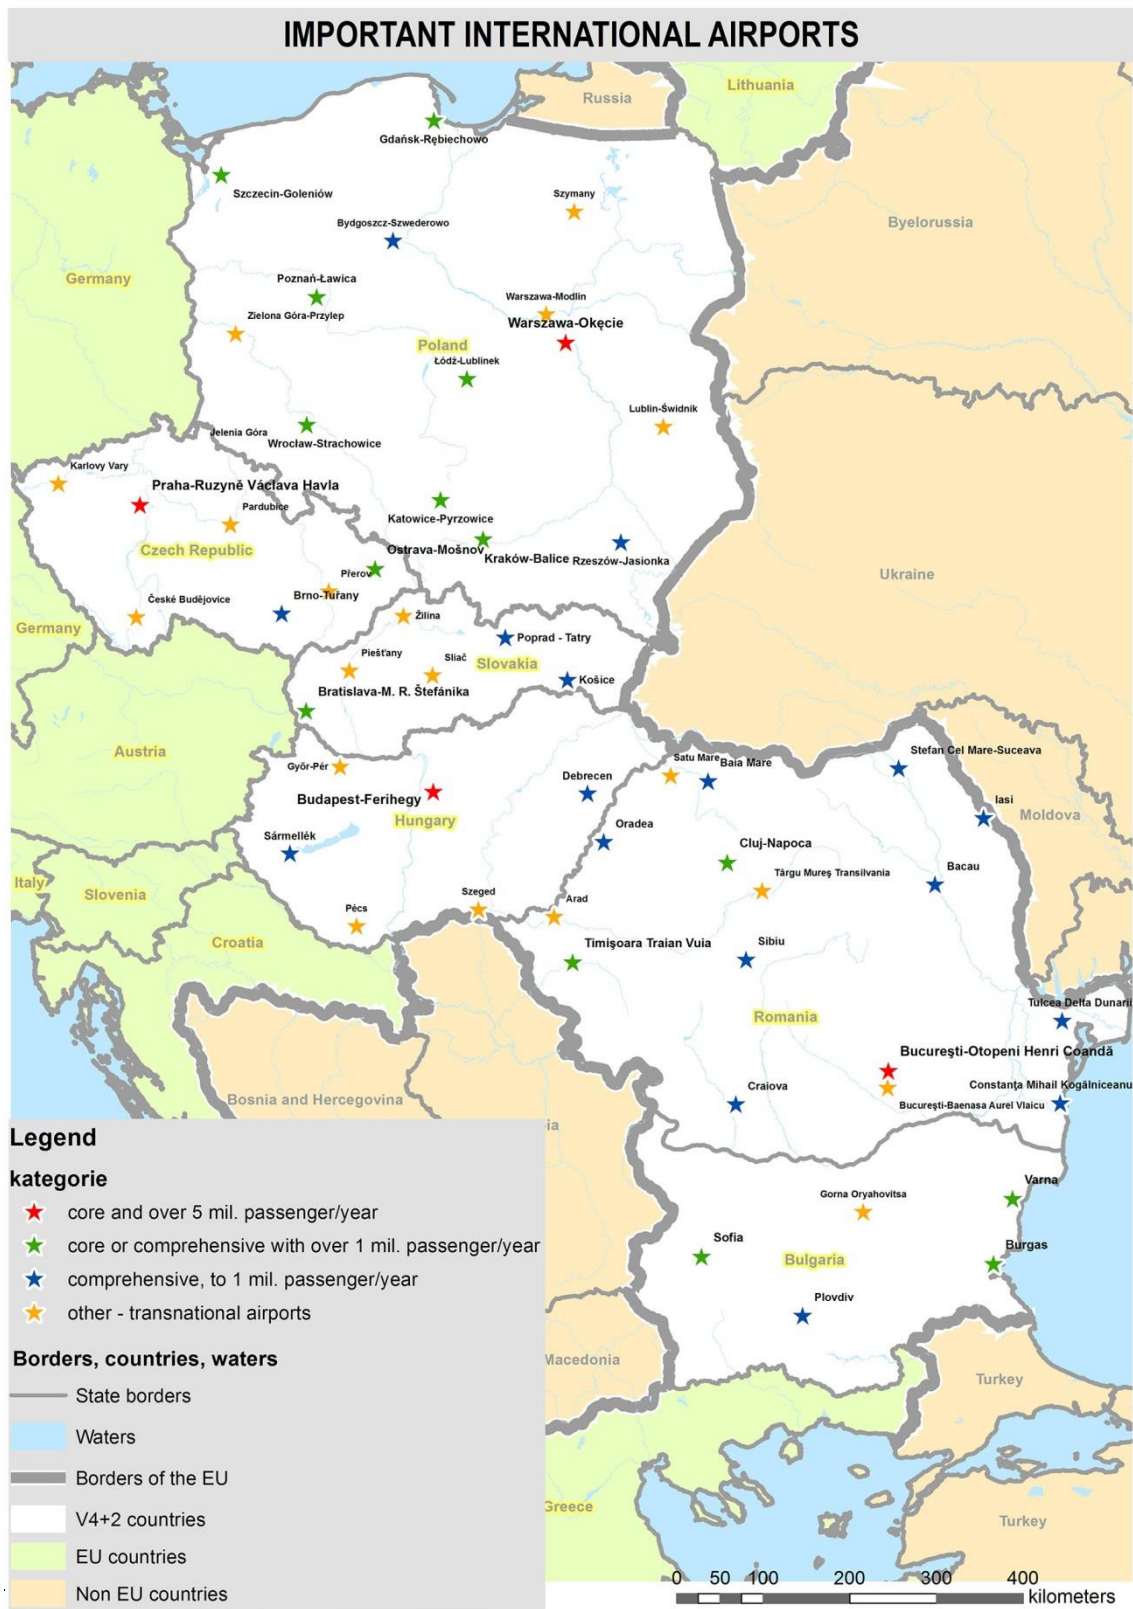 IMPORTANT INTERNATIONAL AIRPORTS
Russia
Lithuania
Gdańsk-Rębiechowo
Szczecin-Goleniów
Szymany
Bydgoszcz-Szwederowo
Byelorussia
Germany
Poznań-Ławica
Warszawa-Modlin
Zielona Góra-Przylep
Warszawa-Okęcie
Poland
Łódź-Lublinek
Lublin-Świdnik
Jelenia Góra
Wrocław-Strachowice
Karlovy Vary
Praha-Ruzyně Václava Havla
Pardubice
Katowice-Pyrzowice
Czech Republic
Ostrava-Mošnov
Kraków-Balice
Rzeszów-Jasionka
Přerov
Ukraine
České Budějovice
Brno-Tuřany
Žilina
Germany
Poprad - Tatry
Piešťany
Sliač
Slovakia
Košice
Bratislava-M. R. Štefánika
Austria
Stefan Cel Mare-Suceava
Győr-Pér
Satu Mare
Baia Mare
Debrecen
Budapest-Ferihegy
Iasi
Hungary
Moldova
Oradea
Sármellék
Cluj-Napoca
Bacau
Târgu Mureş Transilvania
Italy
Slovenia
Szeged
Arad
Pécs
Croatia
Timişoara Traian Vuia
Sibiu
Tulcea Delta Dunarii
Romania
Bucureşti-Otopeni Henri Coandă
Craiova
Constanţa Mihail Kogălniceanu
Bosnia and Hercegovina
Bucureşti-Baenasa Aurel Vlaicu
ia
Legend
kategorie
core and over 5 mil. passenger/year
core or comprehensive with over 1 mil. passenger/year
comprehensive, to 1 mil. passenger/year
other - transnational airports
Varna
Gorna Oryahovitsa
Sofia
Burgas
Bulgaria
Plovdiv
Macedonia
Turkey
Borders, countries, waters
State borders
Waters
Borders of the EU
V4+2 countries
EU countries
Non EU countries
Greece
Turkey
0 50 100 200 300 400
kilometers